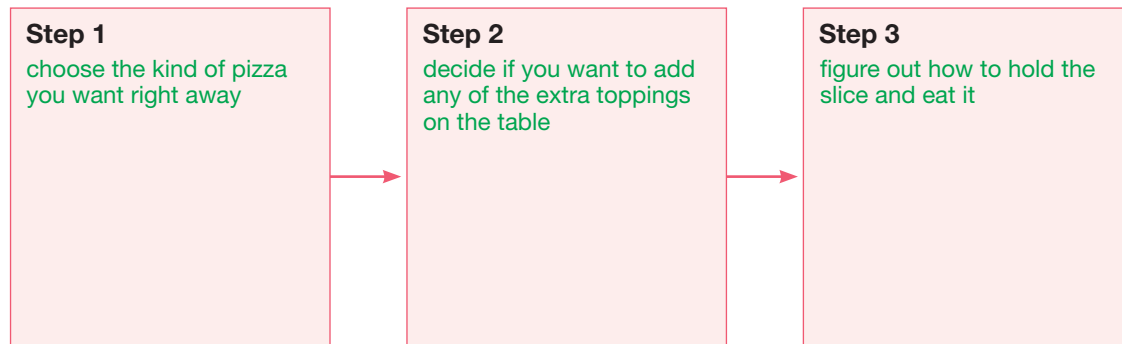 Step 1
choose the kind of pizza
you want right away
Step 2
decide if you want to add
any of the extra toppings
on the table
Step 3
figure out how to hold the
slice and eat it